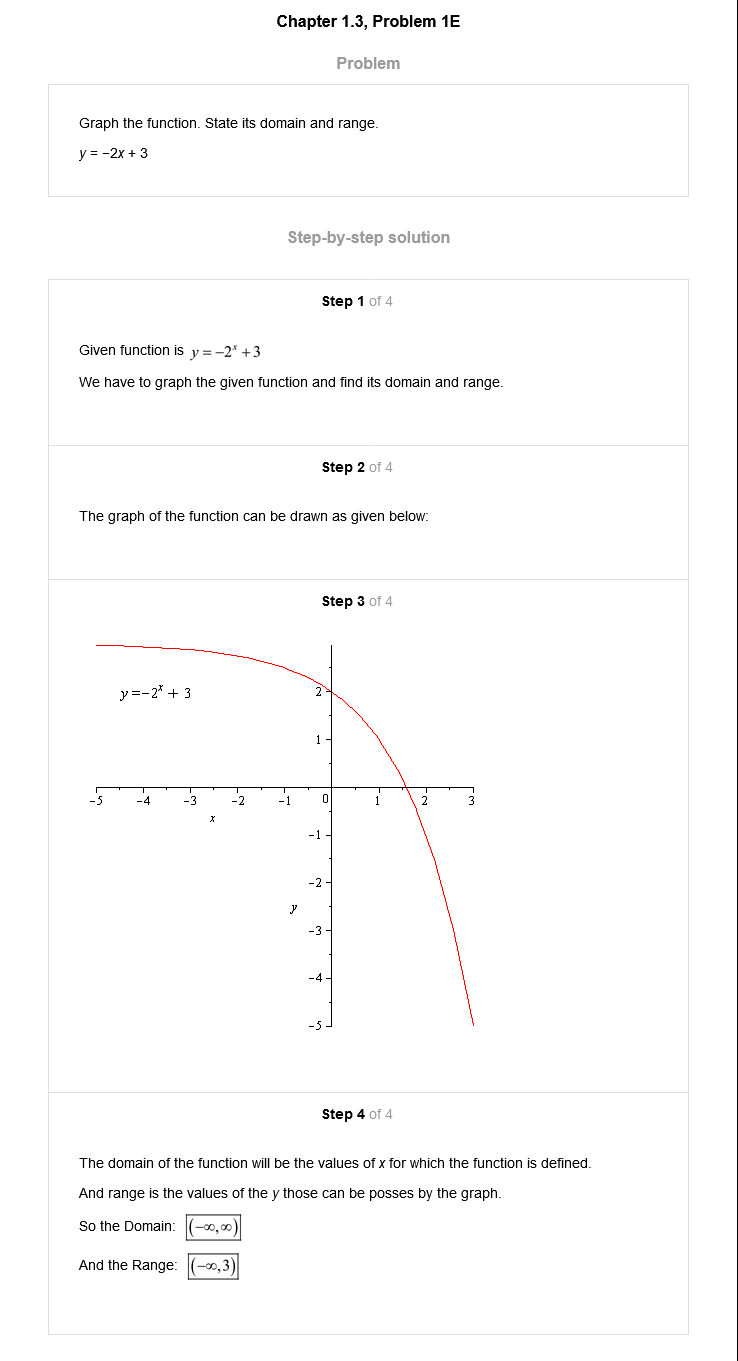 Chapter 1.3, Problem 1E
Problem
Graph the function. State its domain and range.
y = −2x + 3
Step-by-step solution
Step 1 of 4
Given function is y = −2ˣ + 3
We have to graph the given function and find its domain and range.
Step 2 of 4
The graph of the function can be drawn as given below:
Step 3 of 4
y = −2ˣ + 3
2
1
−5 −4 −3 −2 −1 0 1 2 3
x
−1
−2
y
−3
−4
−5
Step 4 of 4
The domain of the function will be the values of x for which the function is defined.
And range is the values of the y those can be posses by the graph.
So the Domain: (−∞,∞)
And the Range: (−∞,3)